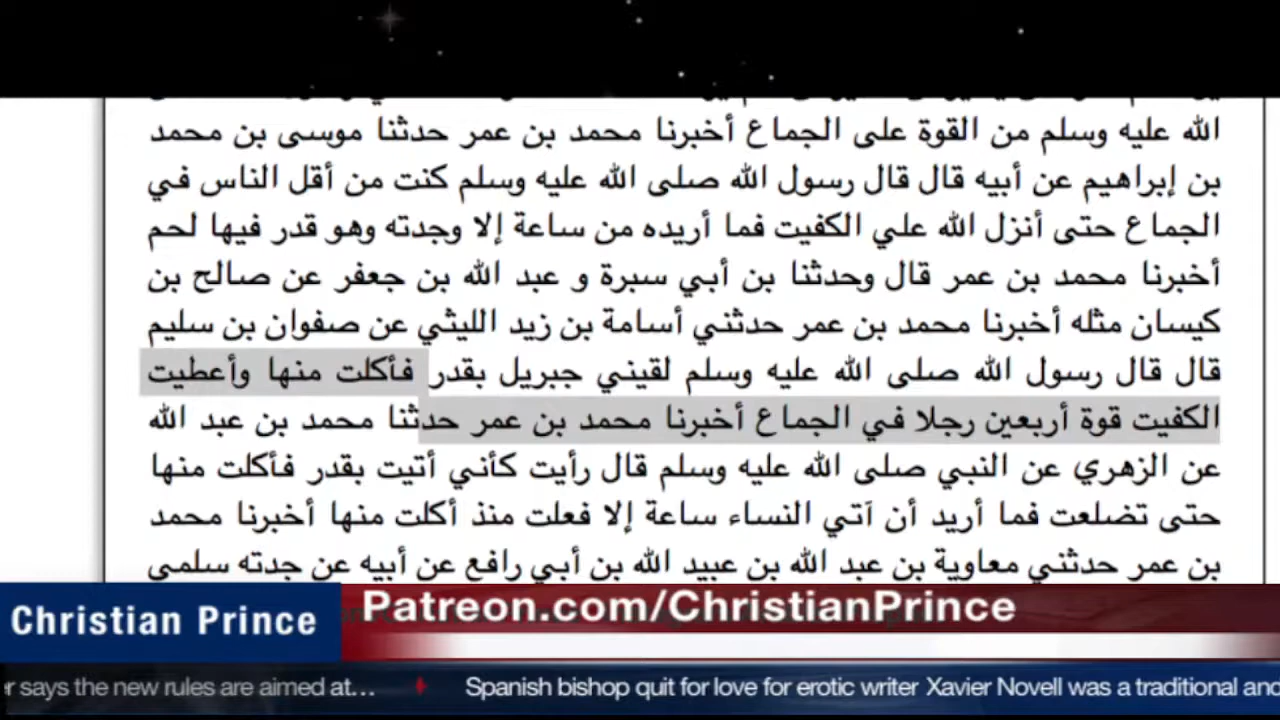 الله عليه وسلم من القوة على الجماع أخبرنا محمد بن عمر حدثنا موسى بن محمد
بن إبراهيم عن أبيه قال قال رسول الله صلى الله عليه وسلم كنت من أقل الناس في
الجماع حتى أنزل الله علي الكفيت فما أريده من ساعة إلا وجدته وهو قدر فيها لحم
أخبرنا محمد بن عمر قال وحدثنا بن أبي سبرة و عبد الله بن جعفر عن صالح بن
كيسان مثله أخبرنا محمد بن عمر حدثني أسامة بن زيد الليثي عن صفوان بن سليم
قال قال رسول الله صلى الله عليه وسلم لقيني جبريل بقدر فأكلت منها وأعطيت
الكفيت قوة أربعين رجلا في الجماع أخبرنا محمد بن عمر حدثنا محمد بن عبد الله
عن الزهري عن النبي صلى الله عليه وسلم قال رأيت كأني أتيت بقدر فأكلت منها
حتى تضلعت فما أريد أن آتي النساء ساعة إلا فعلت منذ أكلت منها أخبرنا محمد
بن عمر حدثني معاوية بن عبد الله بن عبيد الله بن أبي رافع عن أبيه عن جدته سلمى
Patreon.com/ChristianPrince
Christian Prince
r says the new rules are aimed at... Spanish bishop quit for love for erotic writer Xavier Novell was a traditional and